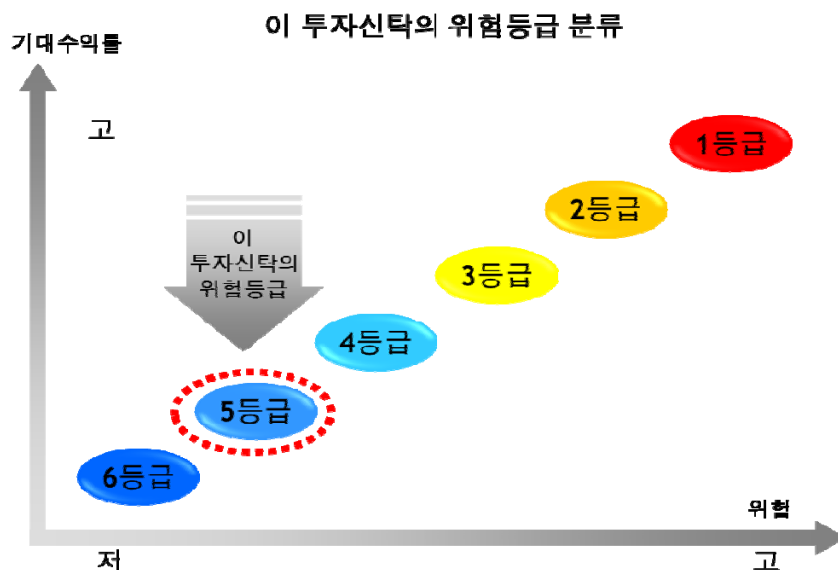 이 투자신탁의 위험등급 분류
기대수익률
고
1등급
2등급
이
투자신탁의
위험등급
3등급
4등급
5등급
6등급
위험
저
고